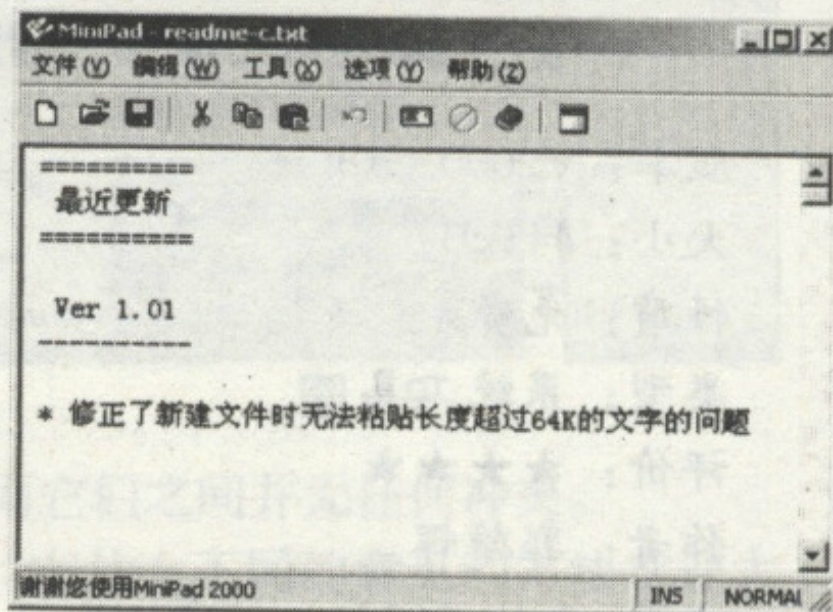 MiniPad - readme-c.txt
文件(V) 编辑(W) 工具(X) 选项(Y) 帮助(Z)
==========
最近更新
==========
Ver 1.01
----------
* 修正了新建文件时无法粘贴长度超过64K的文字的问题
谢谢您使用MiniPad 2000 INS NORMAL